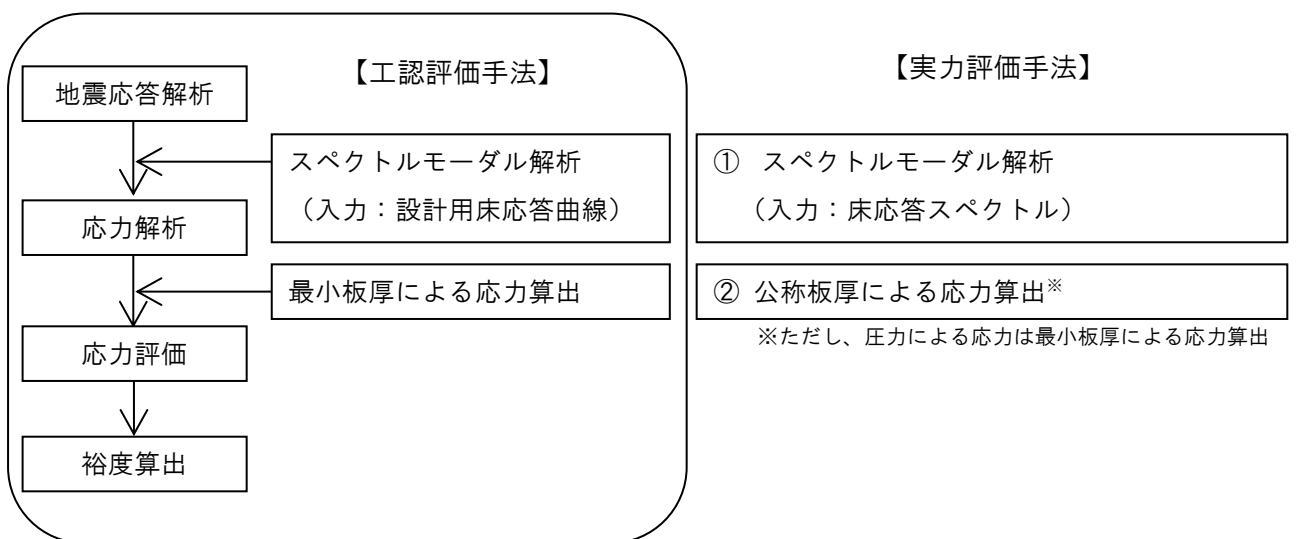 【工認評価手法】
【実力評価手法】
地震応答解析
スペクトルモーダル解析
（入力：設計用床応答曲線）
① スペクトルモーダル解析
（入力：床応答スペクトル）
応力解析
最小板厚による応力算出
② 公称板厚による応力算出※
※ただし、圧力による応力は最小板厚による応力算出
応力評価
裕度算出